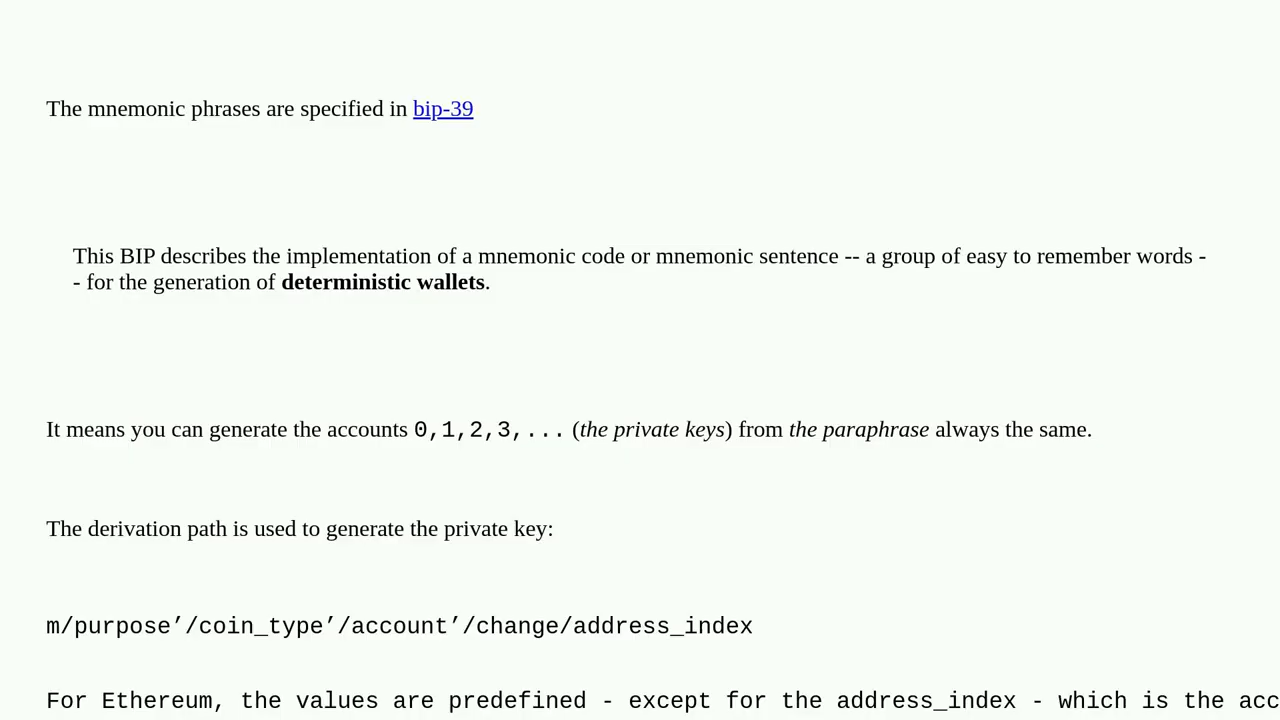 The mnemonic phrases are specified in bip-39
This BIP describes the implementation of a mnemonic code or mnemonic sentence -- a group of easy to remember words -
- for the generation of deterministic wallets.
It means you can generate the accounts 0,1,2,3,... (the private keys) from the paraphrase always the same.
The derivation path is used to generate the private key:
m/purpose’/coin_type’/account’/change/address_index
For Ethereum, the values are predefined - except for the address_index - which is the acc